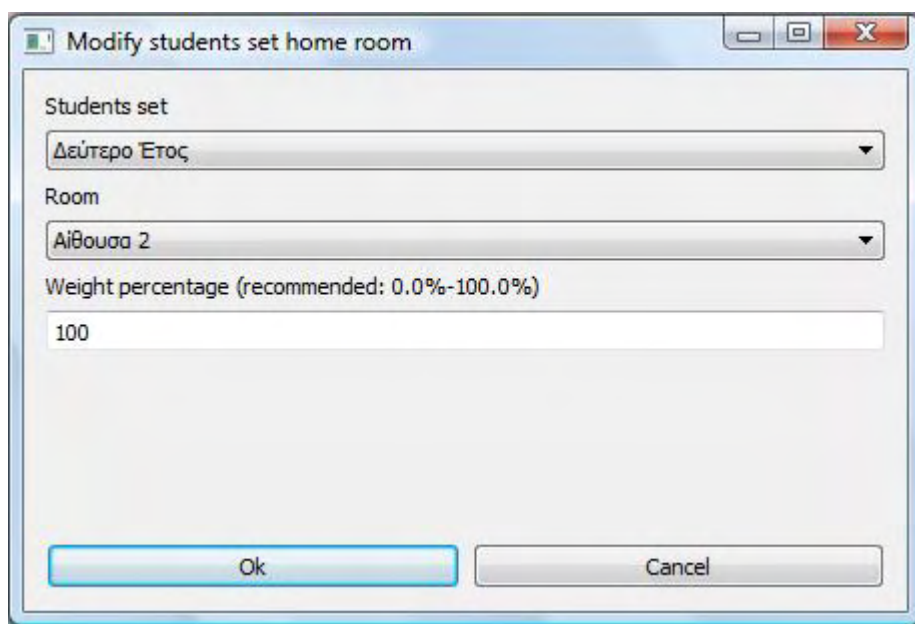 Modify students set home room
Students set
Δεύτερο Έτος
Room
Αίθουσα 2
Weight percentage (recommended: 0.0%-100.0%)
100
Ok Cancel